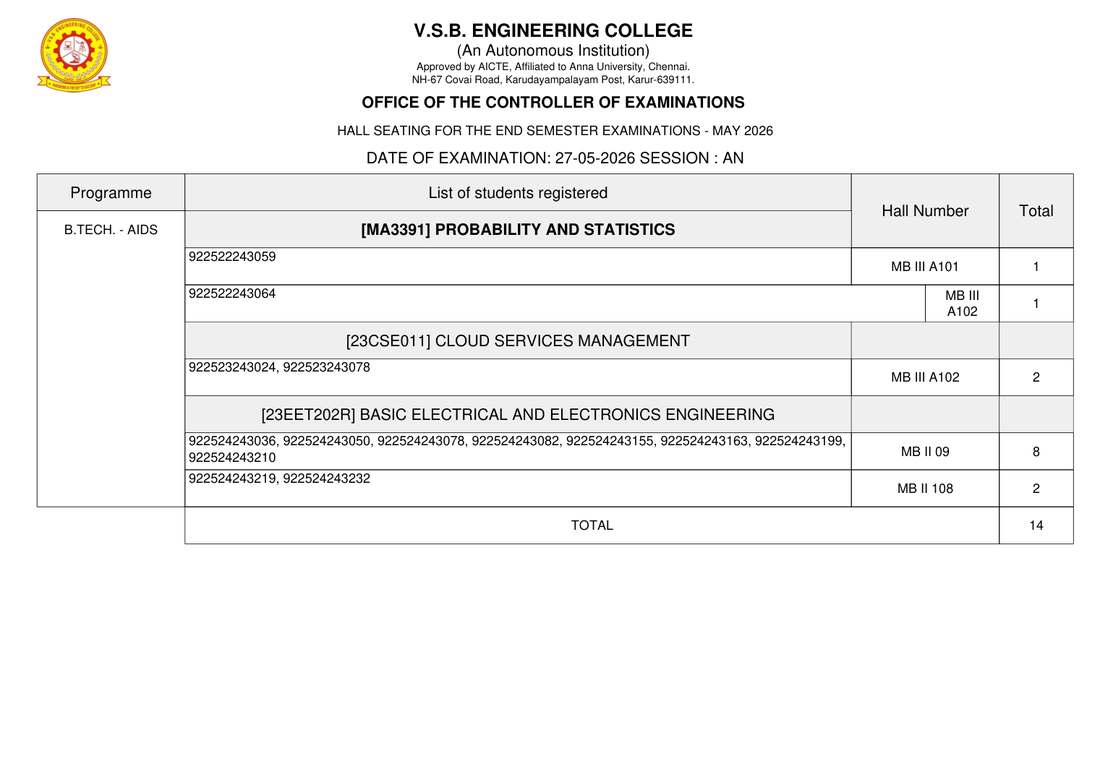 V.S.B. ENGINEERING COLLEGE
(An Autonomous Institution)
Approved by AICTE, Affiliated to Anna University, Chennai.
NH-67 Covai Road, Karudayampalayam Post, Karur-639111.
OFFICE OF THE CONTROLLER OF EXAMINATIONS
HALL SEATING FOR THE END SEMESTER EXAMINATIONS - MAY 2026
DATE OF EXAMINATION: 27-05-2026 SESSION : AN
Programme List of students registered Hall Number Total
B.TECH. - AIDS [MA3391] PROBABILITY AND STATISTICS
922522243059 MB III A101 1
922522243064 MB III A102 1
[23CSE011] CLOUD SERVICES MANAGEMENT
922523243024, 922523243078 MB III A102 2
[23EET202R] BASIC ELECTRICAL AND ELECTRONICS ENGINEERING
922524243036, 922524243050, 922524243078, 922524243082, 922524243155, 922524243163, 922524243199,
922524243210 MB II 09 8
922524243219, 922524243232 MB II 108 2
TOTAL 14